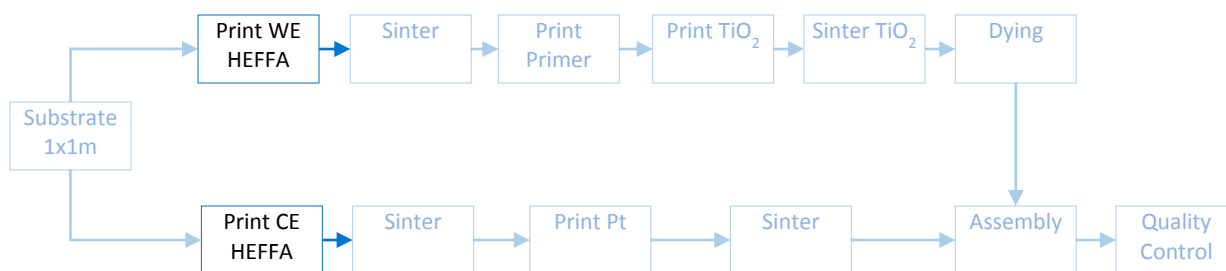 Print WE
HEFFA
Sinter
Print
Primer
Print TiO₂
Sinter TiO₂
Dying
Substrate
1x1m
Print CE
HEFFA
Sinter
Print Pt
Sinter
Assembly
Quality
Control